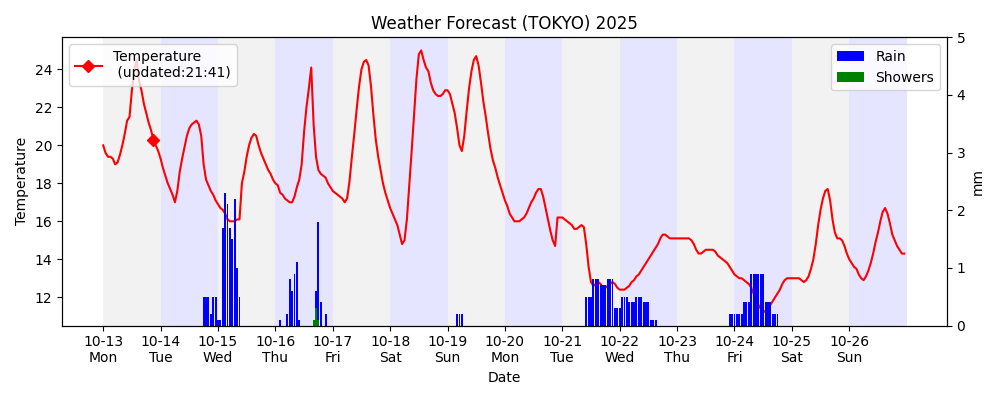 Weather Forecast (TOKYO) 2025
Temperature
(updated:21:41)
Rain
Showers
Temperature
24
22
20
18
16
14
12
5
4
3
2
1
0
mm
10-13 10-14 10-15 10-16 10-17 10-18 10-19 10-20 10-21 10-22 10-23 10-24 10-25 10-26
Mon Tue Wed Thu Fri Sat Sun Mon Tue Wed Thu Fri Sat Sun
Date